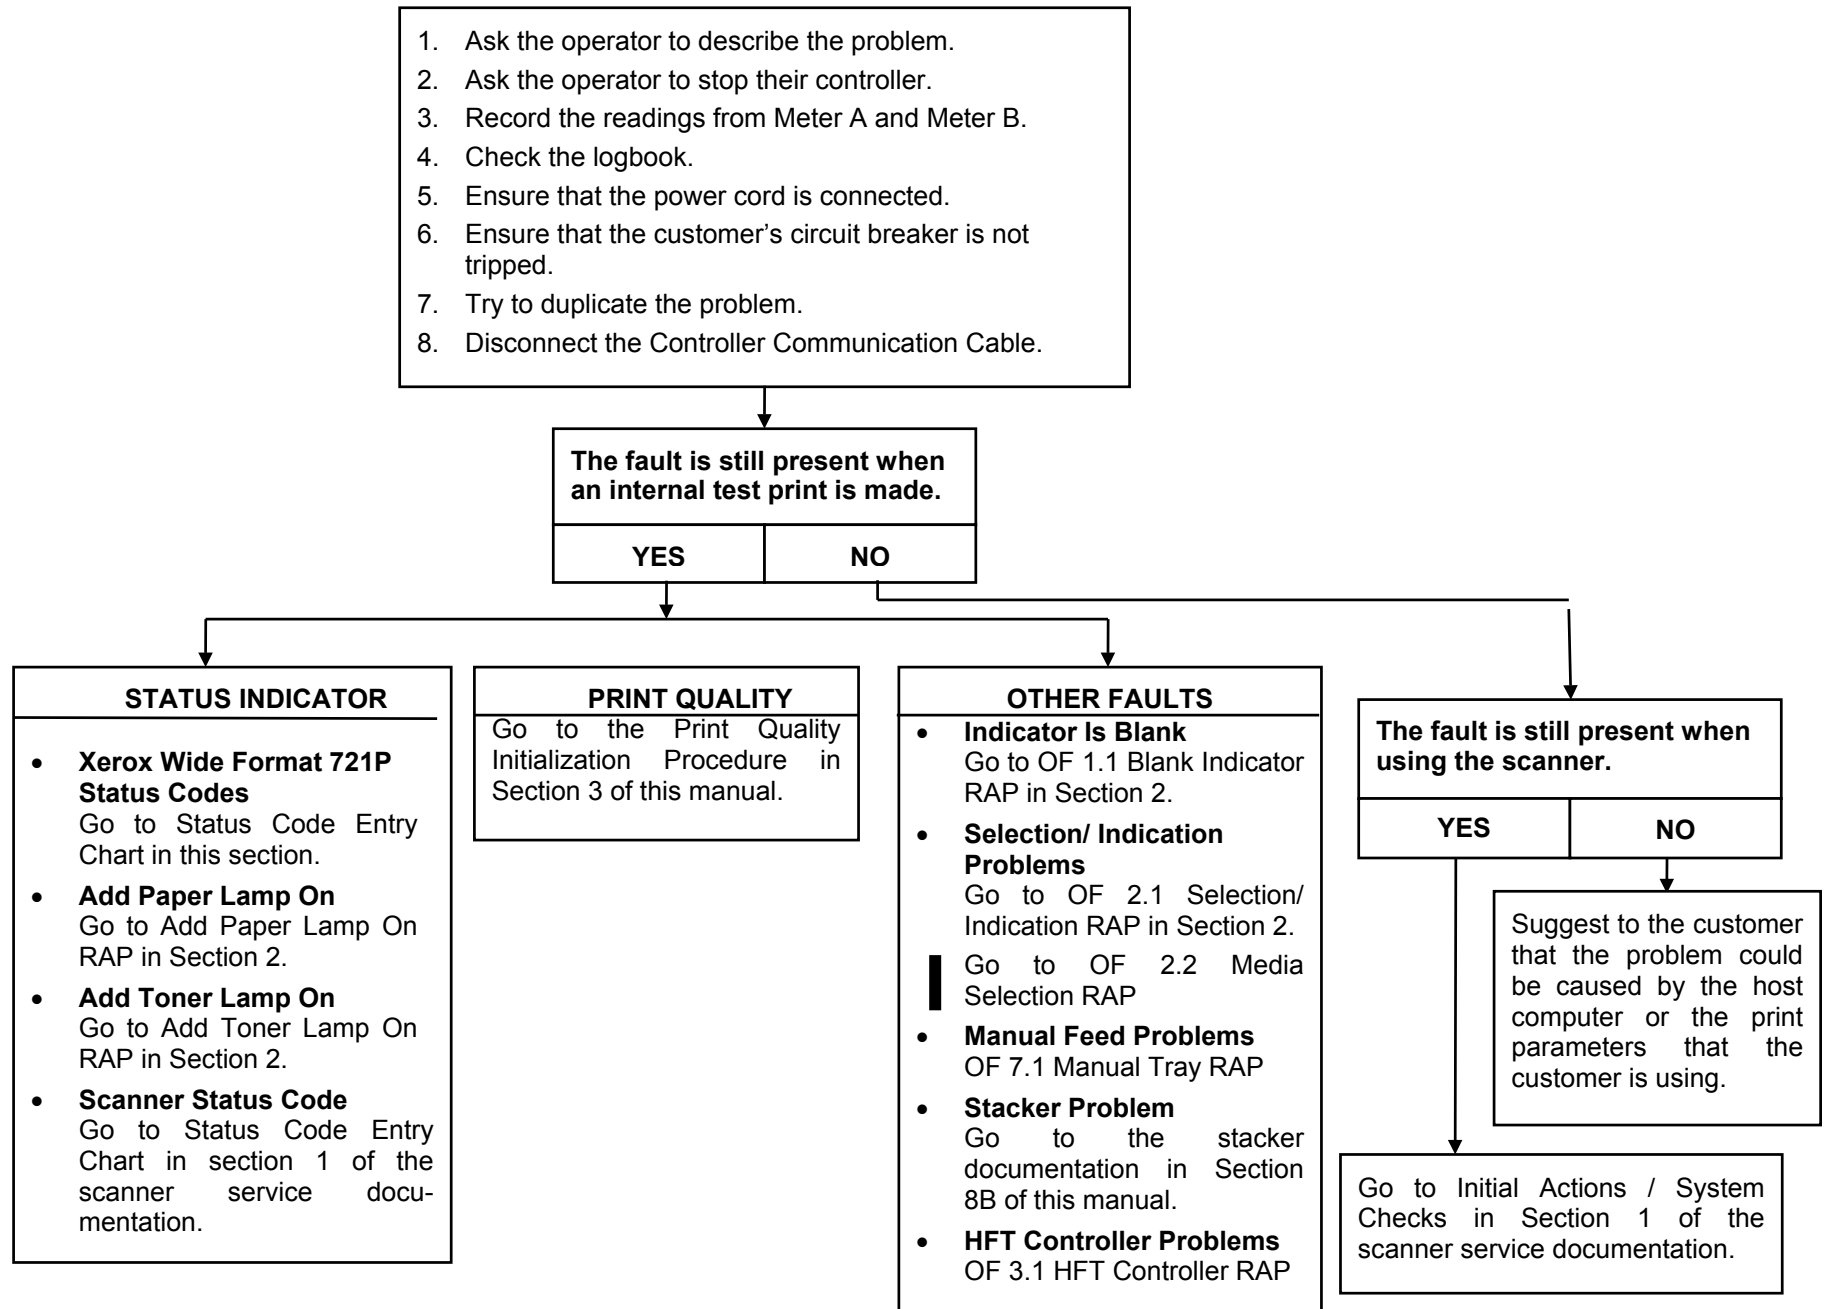 1. Ask the operator to describe the problem.
2. Ask the operator to stop their controller.
3. Record the readings from Meter A and Meter B.
4. Check the logbook.
5. Ensure that the power cord is connected.
6. Ensure that the customer’s circuit breaker is not
tripped.
7. Try to duplicate the problem.
8. Disconnect the Controller Communication Cable.
The fault is still present when
an internal test print is made.
YES NO
STATUS INDICATOR
• Xerox Wide Format 721P
Status Codes
Go to Status Code Entry
Chart in this section.
• Add Paper Lamp On
Go to Add Paper Lamp On
RAP in Section 2.
• Add Toner Lamp On
Go to Add Toner Lamp On
RAP in Section 2.
• Scanner Status Code
Go to Status Code Entry
Chart in section 1 of the
scanner service docu-
mentation.
PRINT QUALITY
Go to the Print Quality
Initialization Procedure in
Section 3 of this manual.
OTHER FAULTS
• Indicator Is Blank
Go to OF 1.1 Blank Indicator
RAP in Section 2.
• Selection/ Indication
Problems
Go to OF 2.1 Selection/
Indication RAP in Section 2.
Go to OF 2.2 Media
Selection RAP
• Manual Feed Problems
OF 7.1 Manual Tray RAP
• Stacker Problem
Go to the stacker
documentation in Section
8B of this manual.
• HFT Controller Problems
OF 3.1 HFT Controller RAP
The fault is still present when
using the scanner.
YES NO
Suggest to the customer
that the problem could
be caused by the host
computer or the print
parameters that the
customer is using.
Go to Initial Actions / System
Checks in Section 1 of the
scanner service documentation.